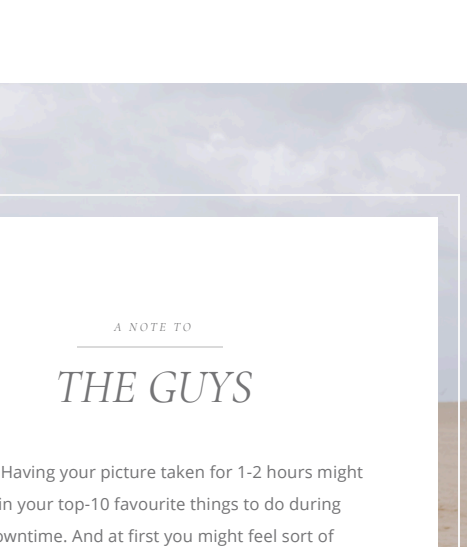 A NOTE TO
THE GUYS
Having your picture taken for 1-2 hours might
in your top-10 favourite things to do during
owntime. And at first you might feel sort of